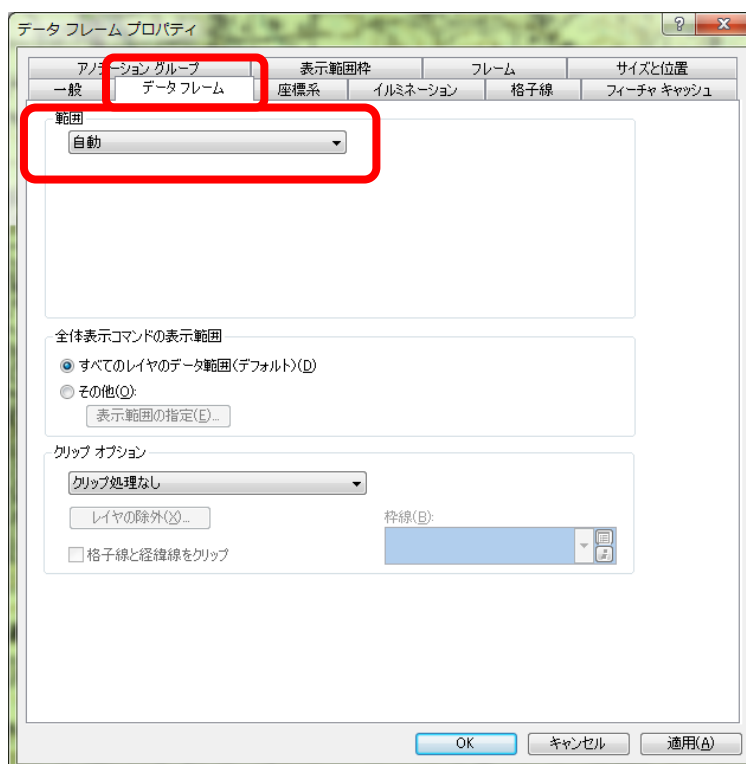 データ フレーム プロパティ
アノテーション グループ 表示範囲枠 フレーム サイズと位置
一般 データ フレーム 座標系 イルミネーション 格子線 フィーチャ キャッシュ
範囲
自動
全体表示コマンドの表示範囲
すべてのレイヤのデータ範囲(デフォルト)(D)
その他(O):
表示範囲の指定(E)...
クリップ オプション
クリップ処理なし
レイヤの除外(X)... 枠線(B):
格子線と経緯線をクリップ
OK キャンセル 適用(A)